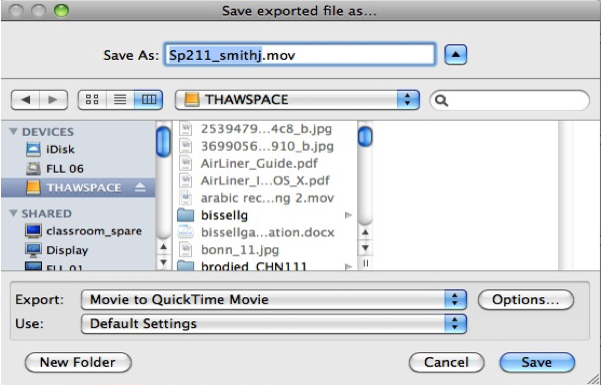 Save exported file as...
Save As: Sp211_smithj.mov
THAWSPACE
DEVICES
iDisk
FLL 06
THAWSPACE
SHARED
classroom_spare
Display
FLL 01
2539479...4c8_b.jpg
3699056...910_b.jpg
AirLiner_Guide.pdf
AirLiner_I...OS_X.pdf
arabic rec...ng 2.mov
bissellg
bissellga...ation.docx
bonn_11.jpg
brodied_CHN111
Export: Movie to QuickTime Movie Options...
Use: Default Settings
New Folder Cancel Save